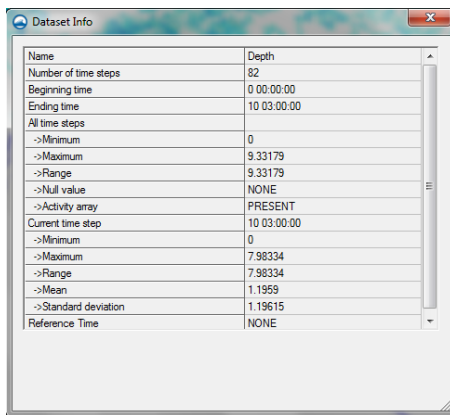 Dataset Info
Name Depth
Number of time steps 82
Beginning time 0 00:00:00
Ending time 10 03:00:00
All time steps
->Minimum 0
->Maximum 9.33179
->Range 9.33179
->Null value NONE
->Activity array PRESENT
Current time step 10 03:00:00
->Minimum 0
->Maximum 7.98334
->Range 7.98334
->Mean 1.1959
->Standard deviation 1.19615
Reference Time NONE